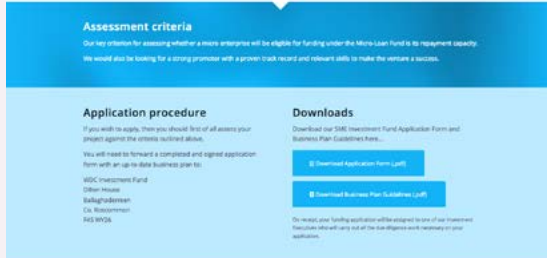 Assessment criteria
Our key criterion for assessing whether a micro enterprise will be eligible for funding under the Micro-Loan Fund is its repayment capacity.
We would also be looking for a strong promoter with a proven track record and relevant skills to make the venture a success.
Application procedure
If you wish to apply, then you should first of all assess your
project against the criteria outlined above.
You will need to forward a completed and signed application
form with an up-to-date business plan to:
WDC Investment Fund
Dillon House
Ballaghaderreen
Co. Roscommon
F45 WY26
Downloads
Download our SME Investment Fund Application Form and
Business Plan Guidelines here...
Download Application Form (.pdf)
Download Business Plan Guidelines (.pdf)
On receipt, your funding application will be assigned to one of our Investment
Executives who will carry out all the due diligence work necessary on your
application.